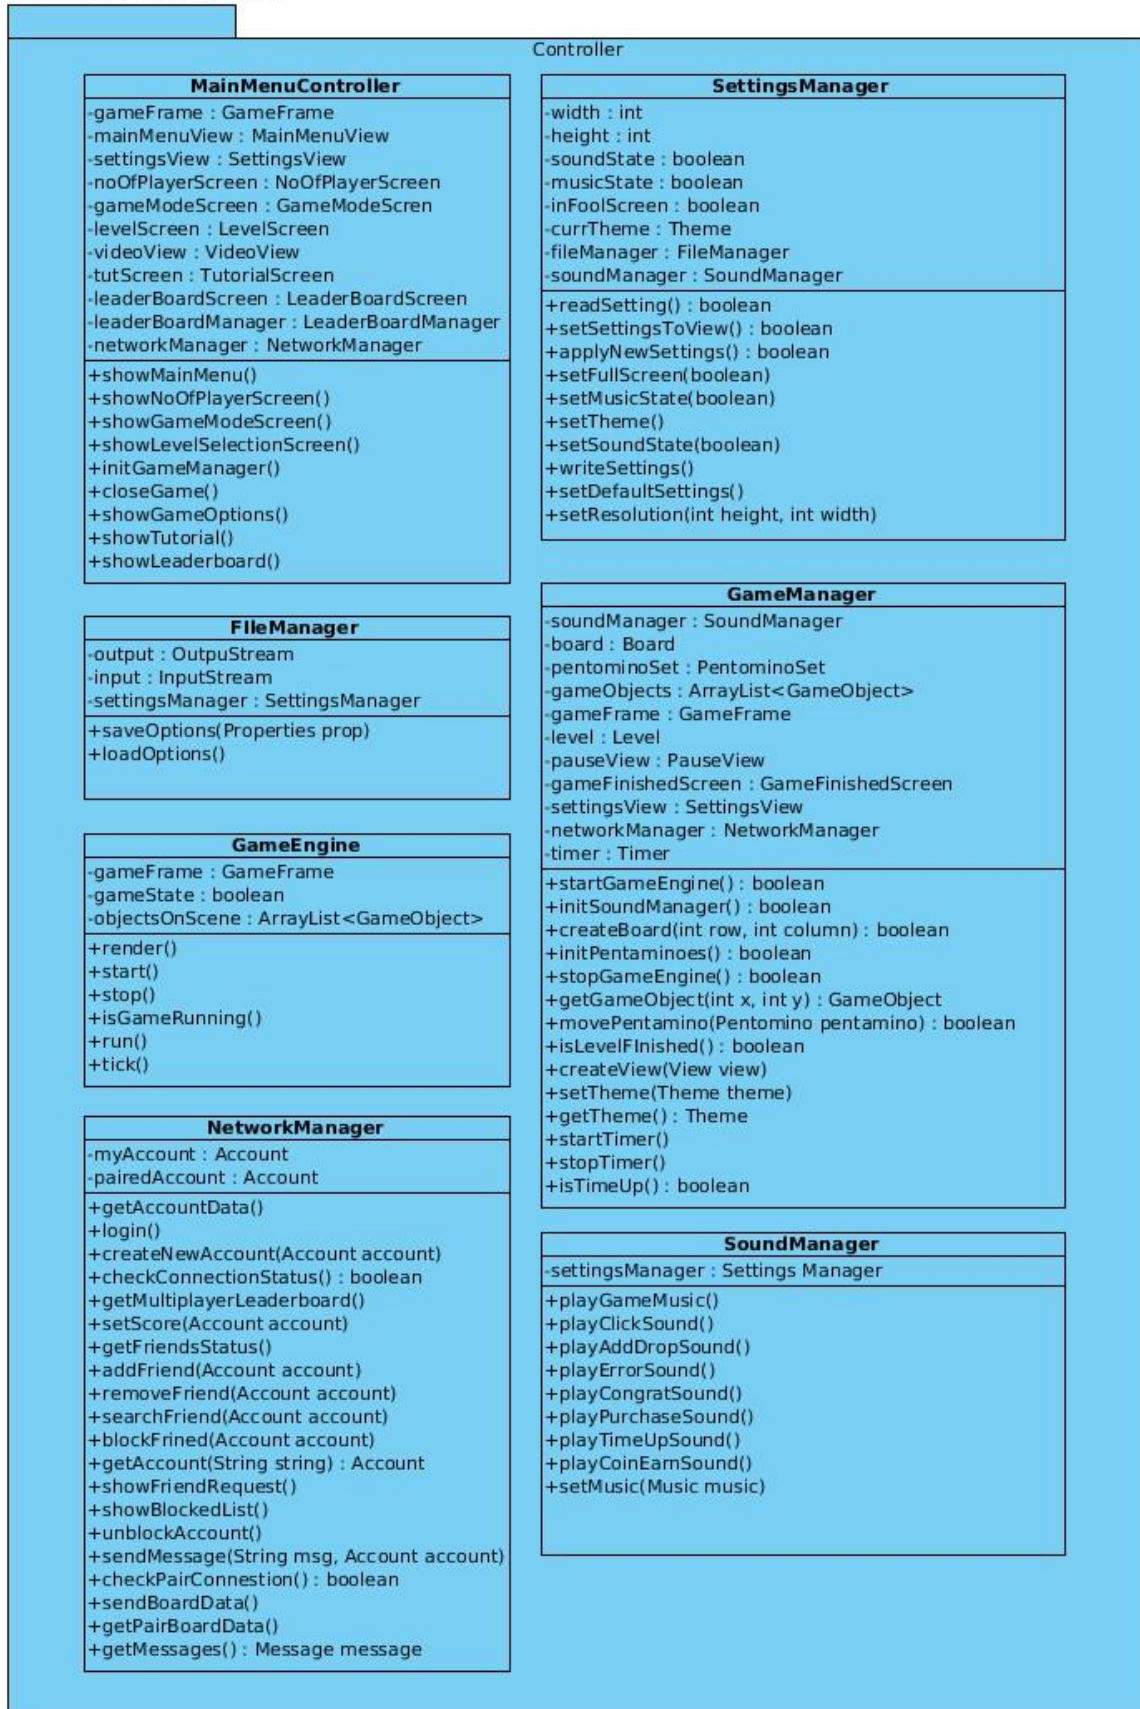 Controller
MainMenuController
-gameFrame : GameFrame
-mainMenuView : MainMenuView
-settingsView : SettingsView
-noOfPlayerScreen : NoOfPlayerScreen
-gameModeScreen : GameModeScren
-levelScreen : LevelScreen
-videoView : VideoView
-tutScreen : TutorialScreen
-leaderBoardScreen : LeaderBoardScreen
-leaderBoardManager : LeaderBoardManager
-networkManager : NetworkManager
+showMainMenu()
+showNoOfPlayerScreen()
+showGameModeScreen()
+showLevelSelectionScreen()
+initGameManager()
+closeGame()
+showGameOptions()
+showTutorial()
+showLeaderboard()
FIleManager
-output : OutpuStream
-input : InputStream
-settingsManager : SettingsManager
+saveOptions(Properties prop)
+loadOptions()
GameEngine
-gameFrame : GameFrame
-gameState : boolean
-objectsOnScene : ArrayList<GameObject>
+render()
+start()
+stop()
+isGameRunning()
+run()
+tick()
NetworkManager
-myAccount : Account
-pairedAccount : Account
+getAccountData()
+login()
+createNewAccount(Account account)
+checkConnectionStatus() : boolean
+getMultiplayerLeaderboard()
+setScore(Account account)
+getFriendsStatus()
+addFriend(Account account)
+removeFriend(Account account)
+searchFriend(Account account)
+blockFrined(Account account)
+getAccount(String string) : Account
+showFriendRequest()
+showBlockedList()
+unblockAccount()
+sendMessage(String msg, Account account)
+checkPairConnestion() : boolean
+sendBoardData()
+getPairBoardData()
+getMessages() : Message message
SettingsManager
-width : int
-height : int
-soundState : boolean
-musicState : boolean
-inFoolScreen : boolean
-currTheme : Theme
-fileManager : FileManager
-soundManager : SoundManager
+readSetting() : boolean
+setSettingsToView() : boolean
+applyNewSettings() : boolean
+setFullScreen(boolean)
+setMusicState(boolean)
+setTheme()
+setSoundState(boolean)
+writeSettings()
+setDefaultSettings()
+setResolution(int height, int width)
GameManager
-soundManager : SoundManager
-board : Board
-pentominoSet : PentominoSet
-gameObjects : ArrayList<GameObject>
-gameFrame : GameFrame
-level : Level
-pauseView : PauseView
-gameFinishedScreen : GameFinishedScreen
-settingsView : SettingsView
-networkManager : NetworkManager
-timer : Timer
+startGameEngine() : boolean
+initSoundManager() : boolean
+createBoard(int row, int column) : boolean
+initPentaminoes() : boolean
+stopGameEngine() : boolean
+getGameObject(int x, int y) : GameObject
+movePentamino(Pentomino pentamino) : boolean
+isLevelFInished() : boolean
+createView(View view)
+setTheme(Theme theme)
+getTheme() : Theme
+startTimer()
+stopTimer()
+isTimeUp() : boolean
SoundManager
-settingsManager : Settings Manager
+playGameMusic()
+playClickSound()
+playAddDropSound()
+playErrorSound()
+playCongratSound()
+playPurchaseSound()
+playTimeUpSound()
+playCoinEarnSound()
+setMusic(Music music)